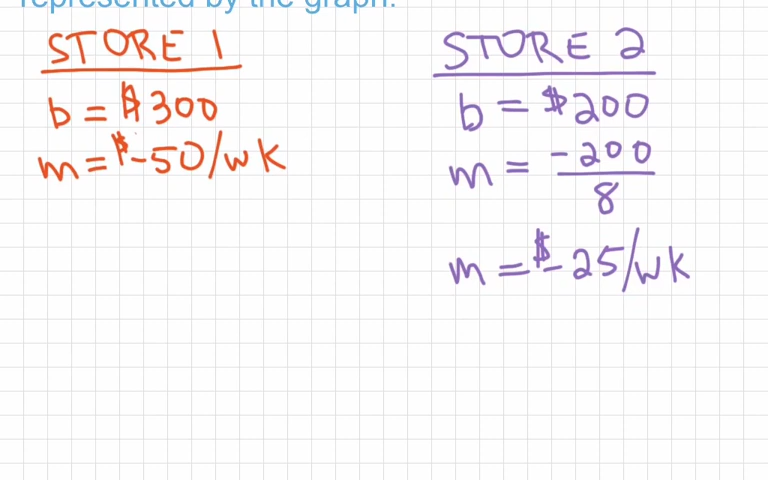 represented by the graph.
STORE 1
b = $300
m = $-50/wk
STORE 2
b = $200
m = -200/8
m = $-25/wk